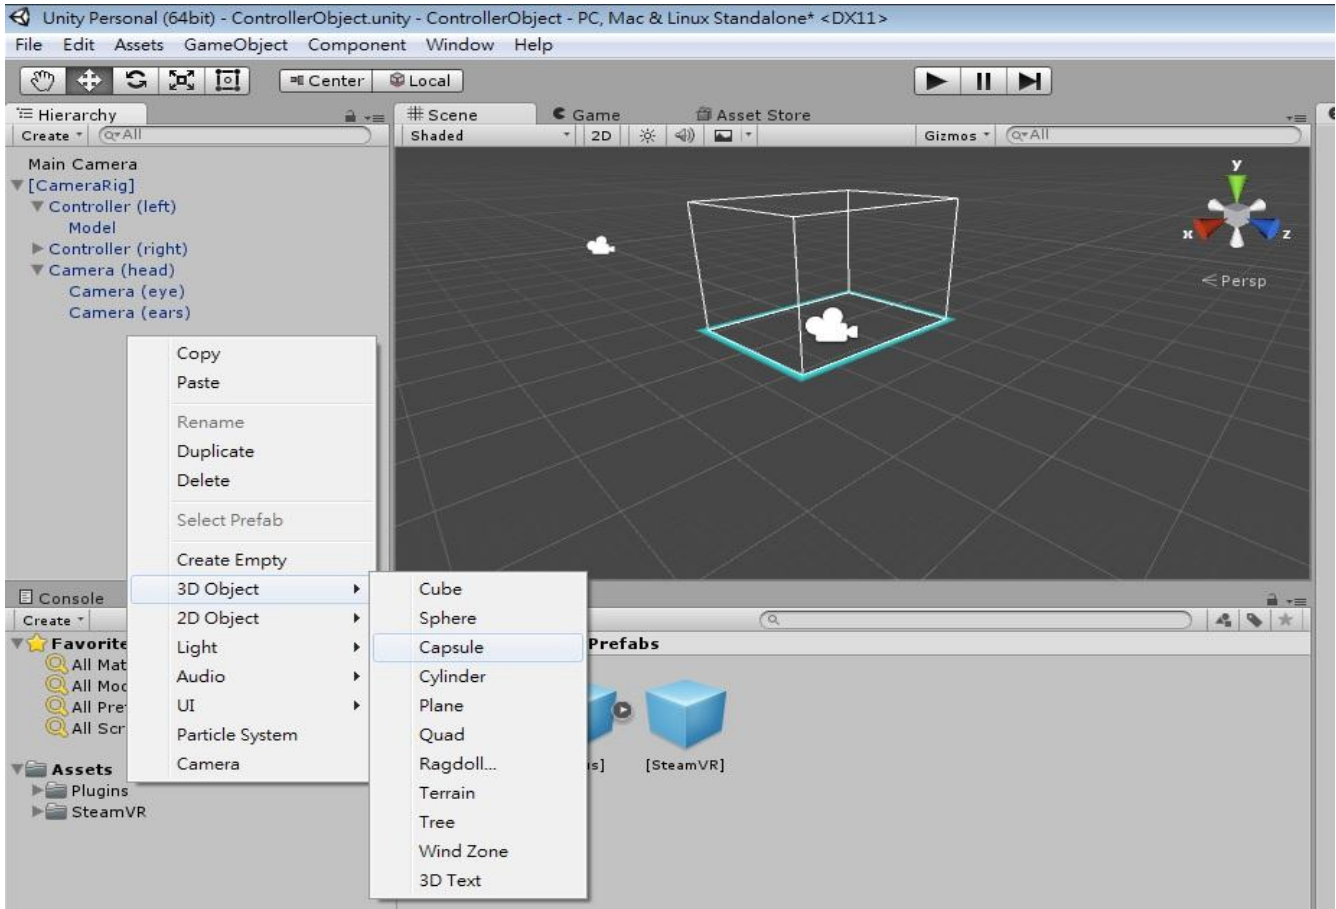 Unity Personal (64bit) - ControllerObject.unity - ControllerObject - PC, Mac & Linux Standalone* <DX11>
File Edit Assets GameObject Component Window Help
Center Local
Hierarchy
Create All
Main Camera
[CameraRig]
Controller (left)
Model
Controller (right)
Camera (head)
Camera (eye)
Camera (ears)
Scene Game Asset Store
Shaded 2D Gizmos All
y
x z
Persp
Copy
Paste
Rename
Duplicate
Delete
Select Prefab
Create Empty
3D Object
2D Object
Light
Audio
UI
Particle System
Camera
Cube
Sphere
Capsule
Cylinder
Plane
Quad
Ragdoll...
Terrain
Tree
Wind Zone
3D Text
Console
Create
Favorite
All Mat
All Mod
All Pre
All Scr
Assets
Plugins
SteamVR
Prefabs
s]
[SteamVR]